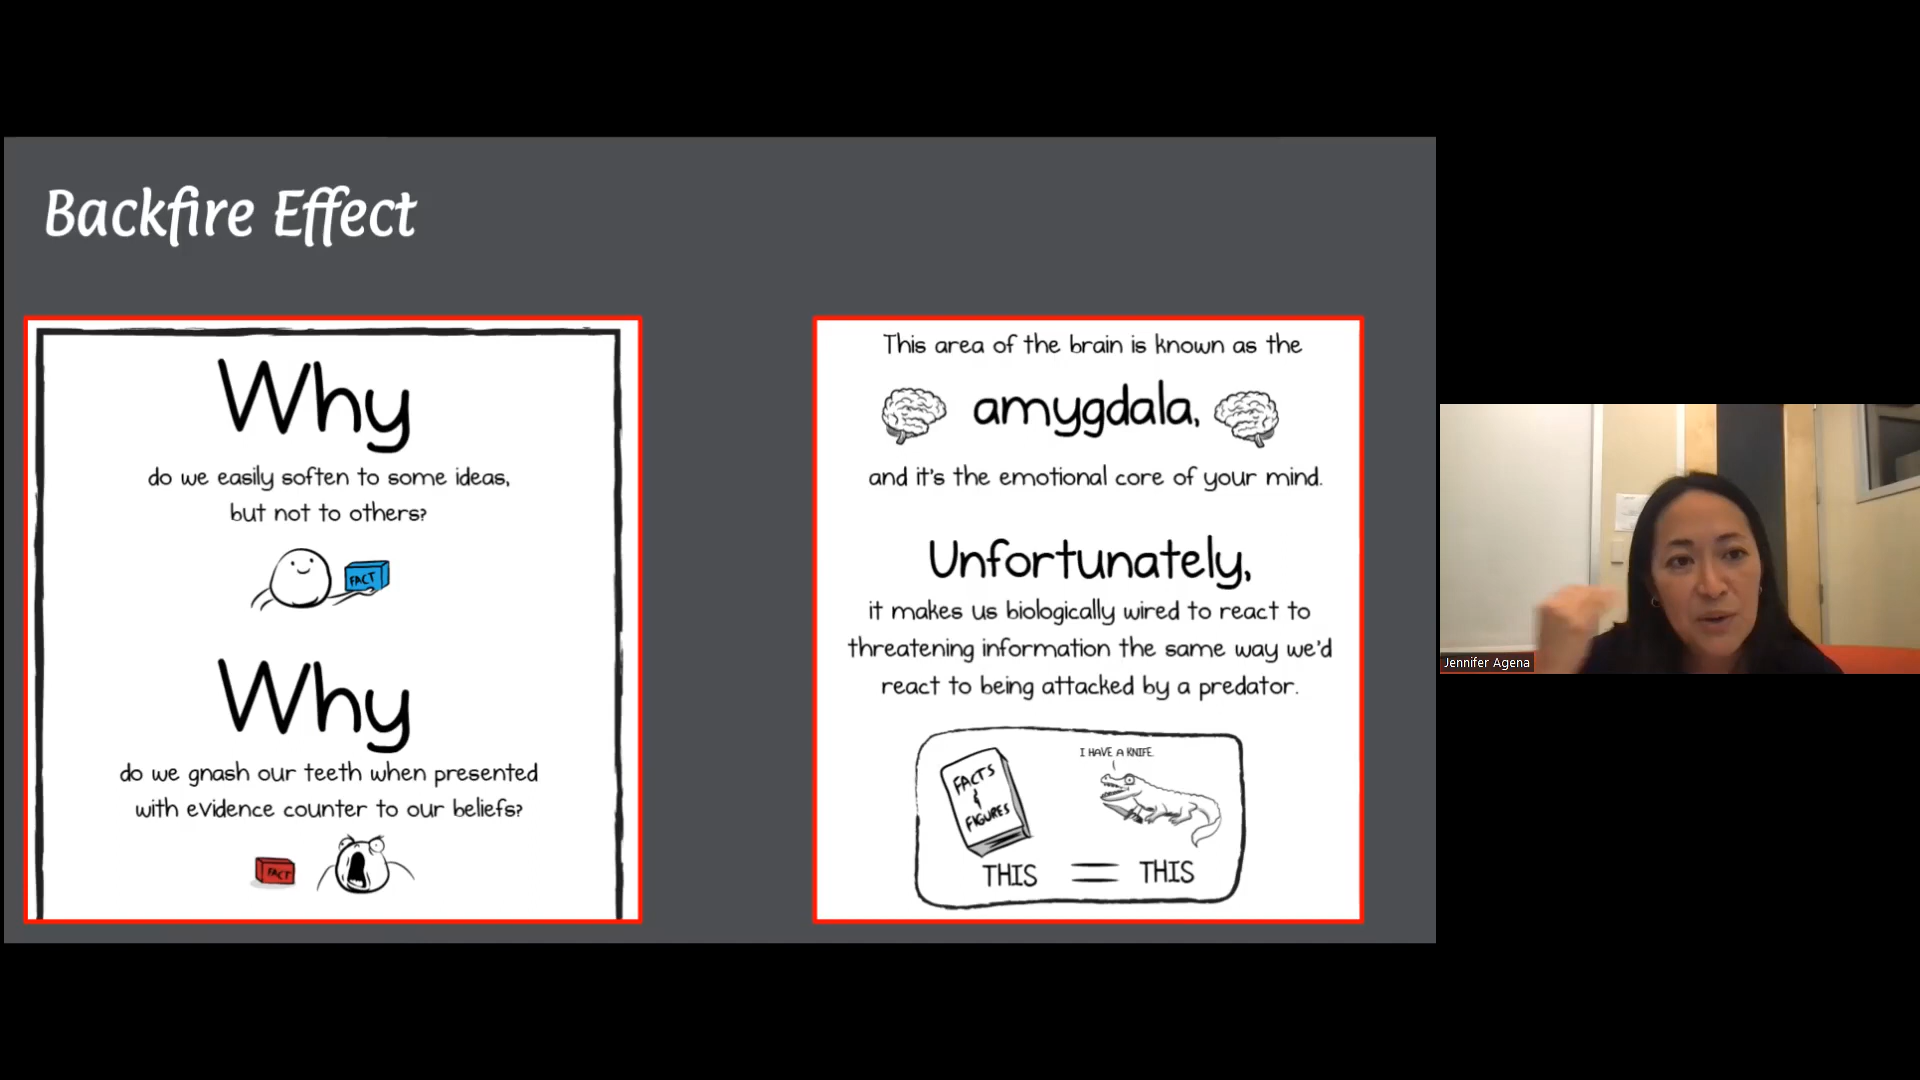 Backfire Effect
Why
do we easily soften to some ideas,
but not to others?
FACT
Why
do we gnash our teeth when presented
with evidence counter to our beliefs?
FACT
This area of the brain is known as the
amygdala,
and it's the emotional core of your mind.
Unfortunately,
it makes us biologically wired to react to
threatening information the same way we'd
react to being attacked by a predator.
I HAVE A KNIFE.
FACTS
&
FIGURES
THIS = THIS
Jennifer Agena